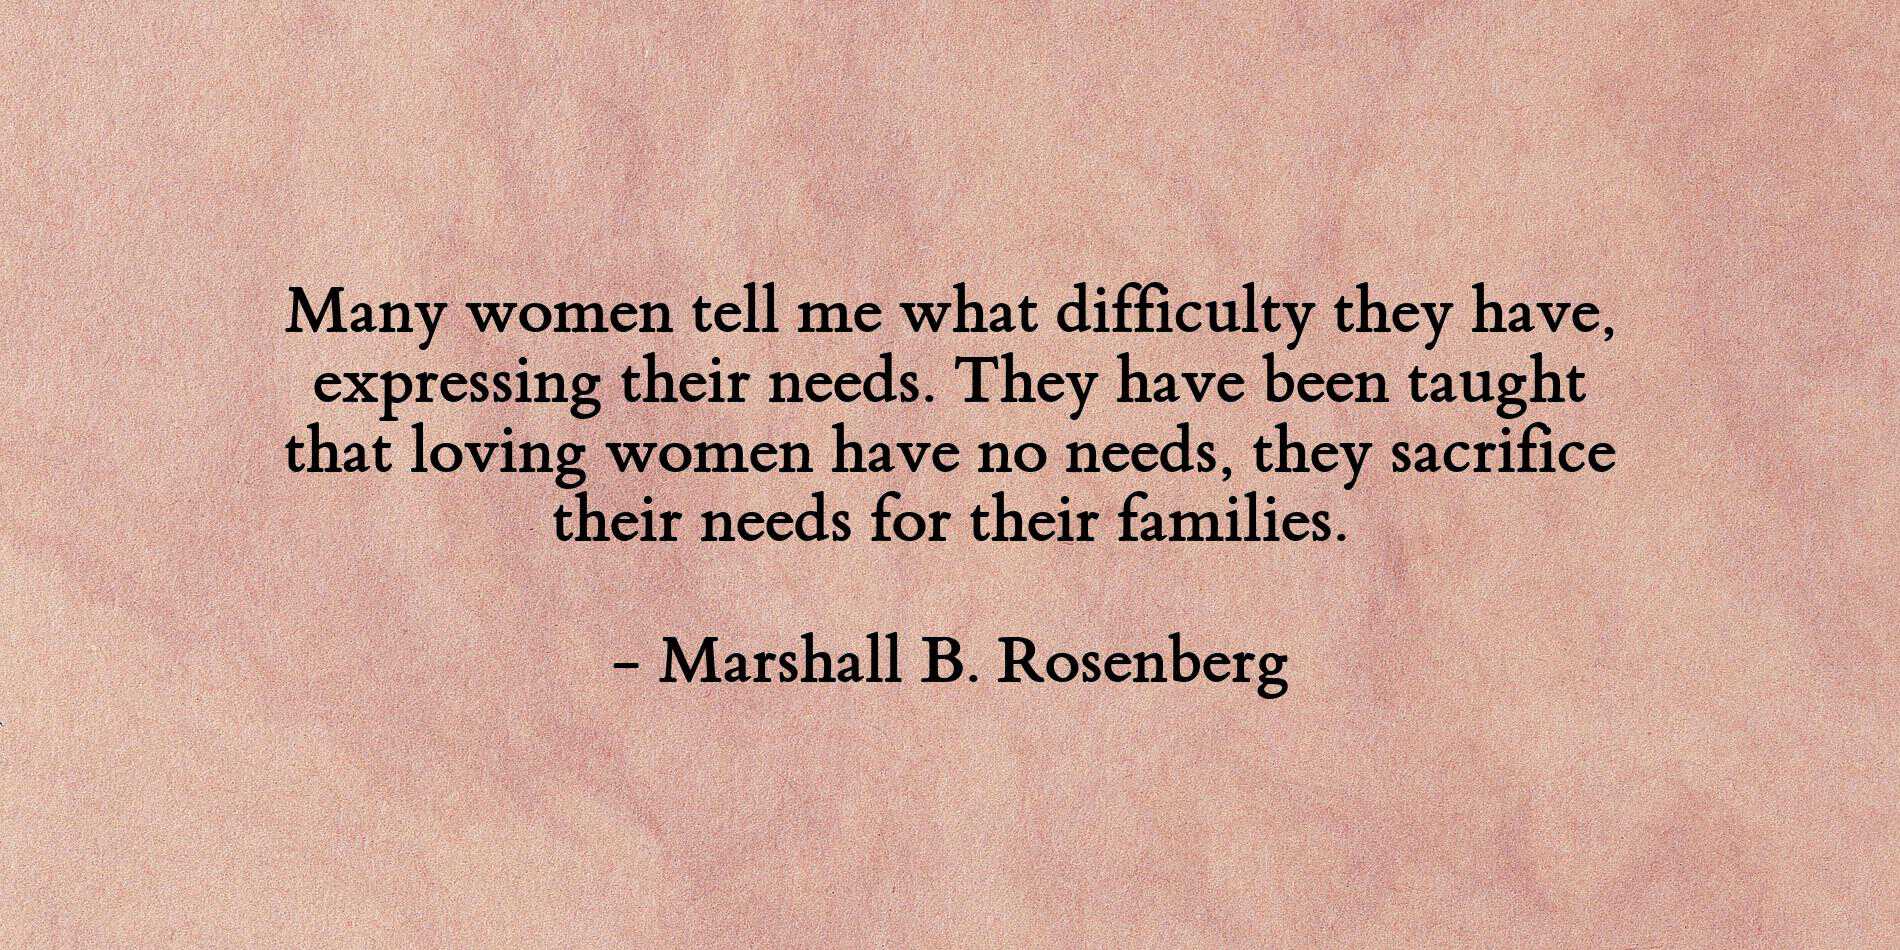 Many women tell me what difficulty they have,
expressing their needs. They have been taught
that loving women have no needs, they sacrifice
their needs for their families.
– Marshall B. Rosenberg